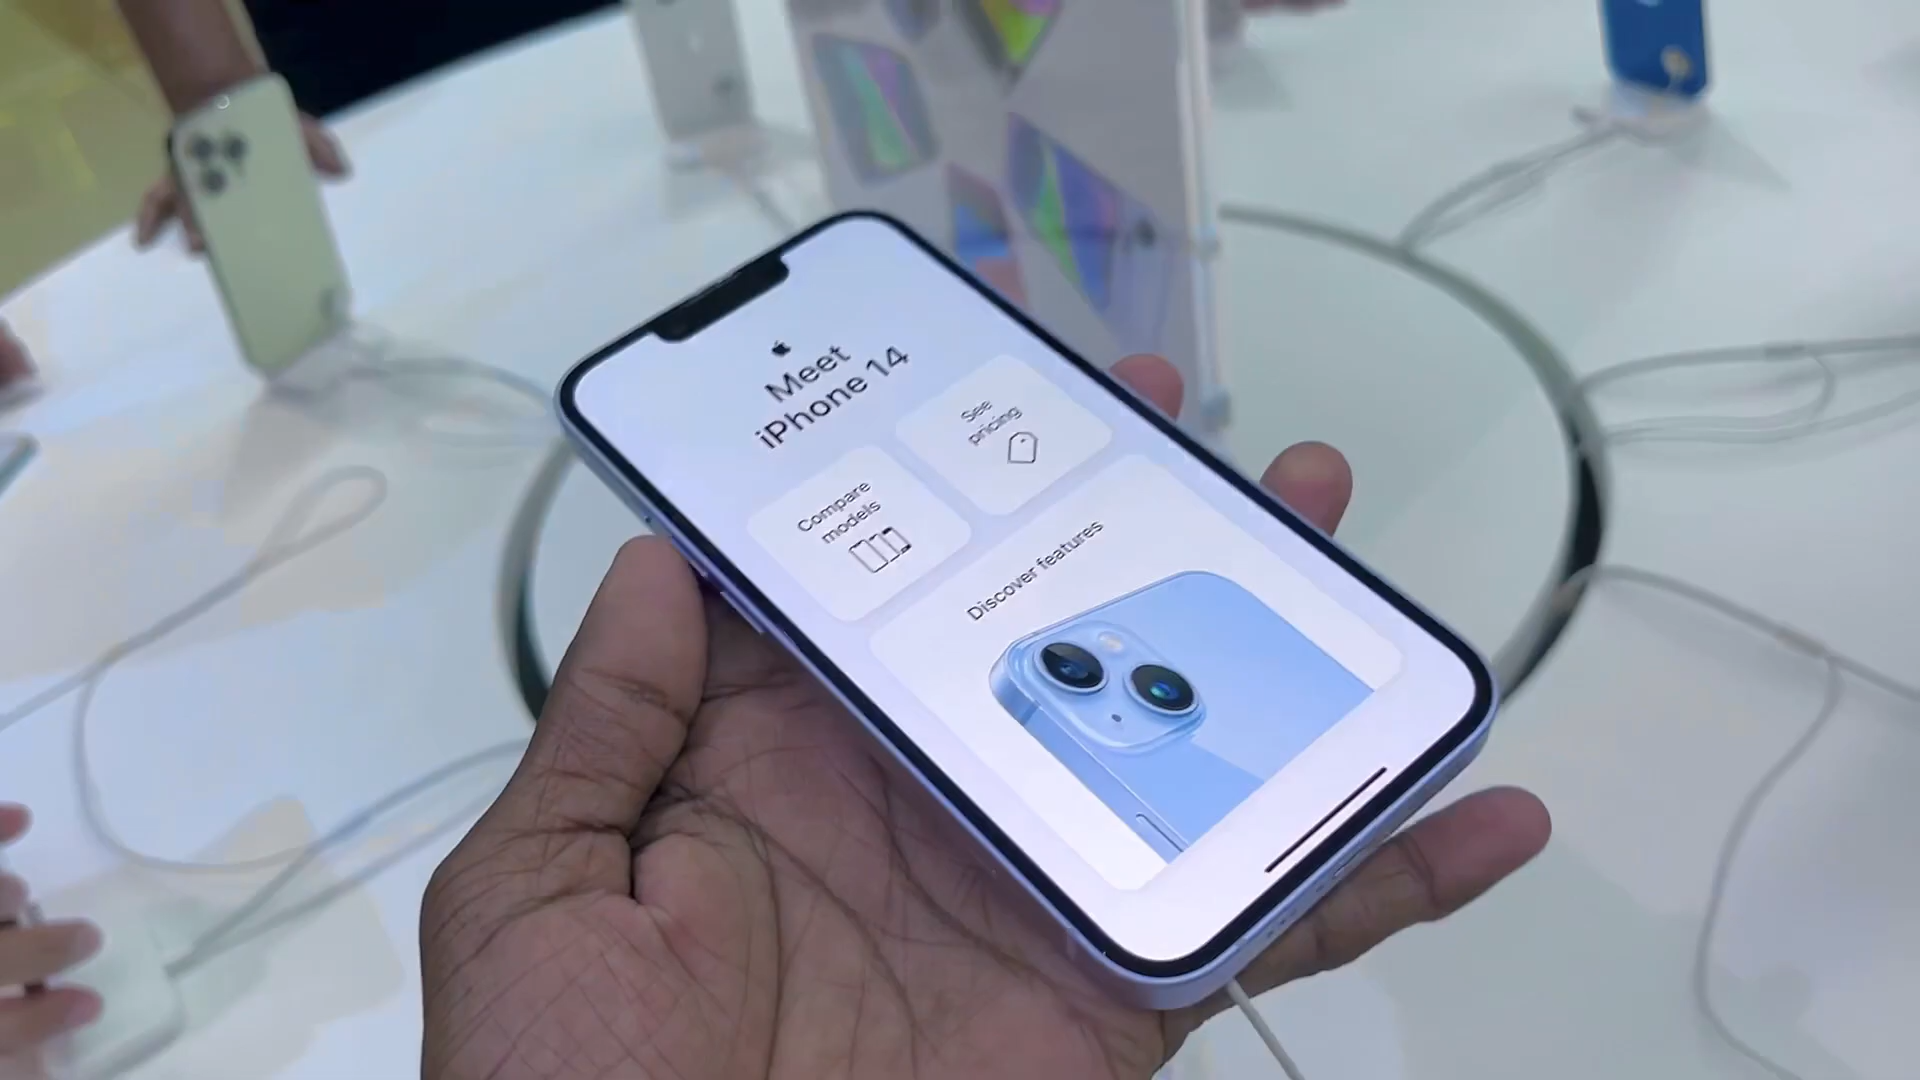 Meet
iPhone 14
Compare
models
See
pricing
Discover features